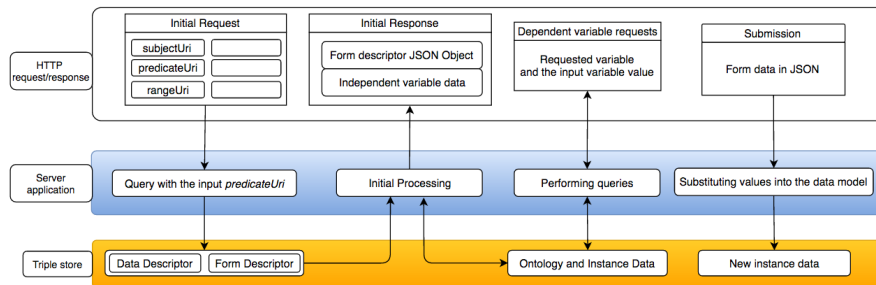 Initial Request
Initial Response
Dependent variable requests
Submission
HTTP
request/response
subjectUri
predicateUri
rangeUri
Form descriptor JSON Object
Independent variable data
Requested variable
and the input variable value
Form data in JSON
Server
application
Query with the input predicateUri
Initial Processing
Performing queries
Substituting values into the data model
Triple store
Data Descriptor
Form Descriptor
Ontology and Instance Data
New instance data